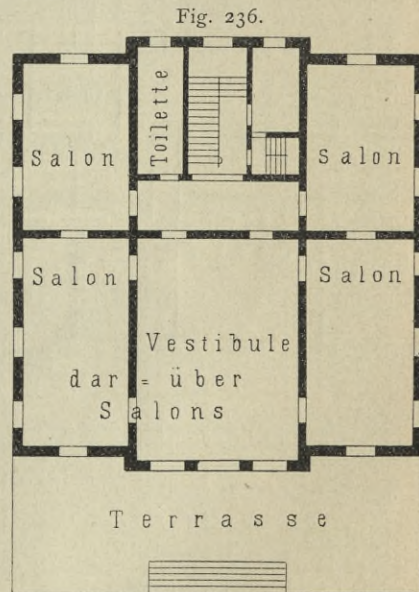 Fig. 236.
Toilette
Salon
Salon
Salon
Salon
Vestibule
dar = über
Salons
Terrasse